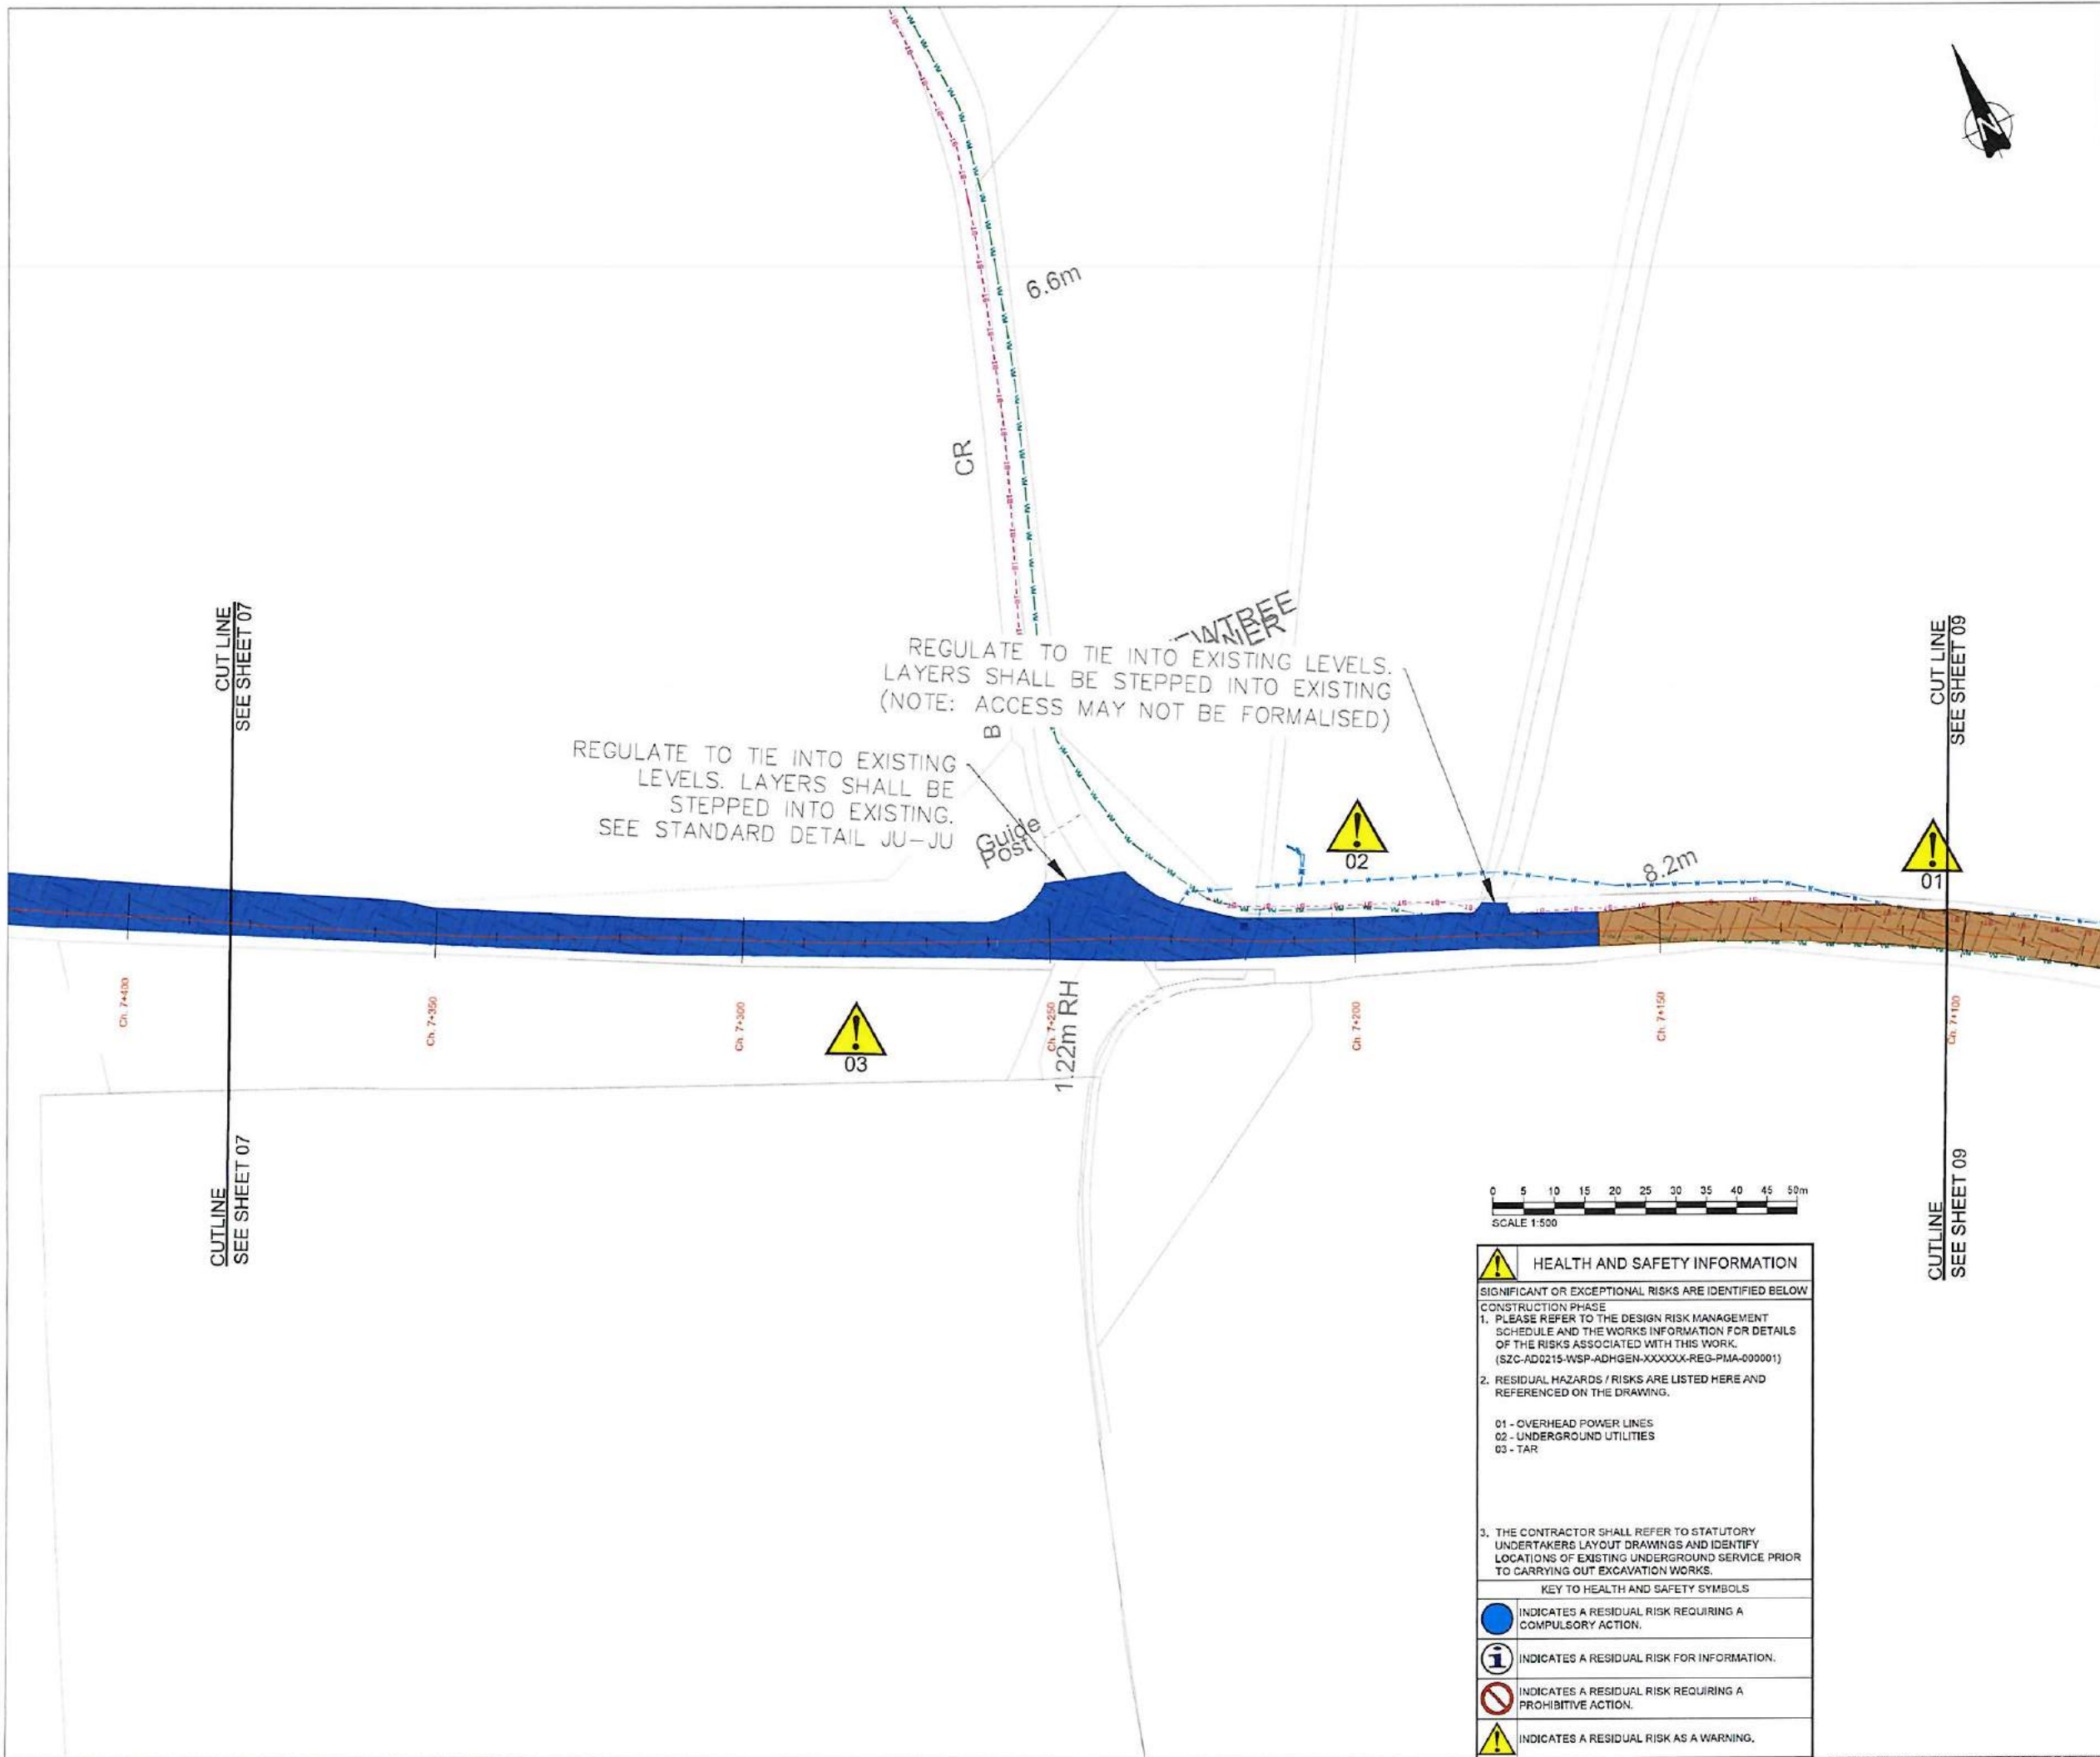 6.6m
CR
REGULATE TO TIE INTO EXISTING LEVELS.
LAYERS SHALL BE STEPPED INTO EXISTING
(NOTE: ACCESS MAY NOT BE FORMALISED)
B
REGULATE TO TIE INTO EXISTING
LEVELS. LAYERS SHALL BE
STEPPED INTO EXISTING.
SEE STANDARD DETAIL JU-JU
Guide
Post
CUT LINE
SEE SHEET 07
CUT LINE
SEE SHEET 09
02
8.2m
01
Ch. 7+400
Ch. 7+350
Ch. 7+300
Ch. 7+250
Ch. 7+200
Ch. 7+150
Ch. 7+100
03
1.22m RH
CUTLINE
SEE SHEET 07
CUTLINE
SEE SHEET 09
N
0 5 10 15 20 25 30 35 40 45 50m
SCALE 1:500
HEALTH AND SAFETY INFORMATION
SIGNIFICANT OR EXCEPTIONAL RISKS ARE IDENTIFIED BELOW
CONSTRUCTION PHASE
1. PLEASE REFER TO THE DESIGN RISK MANAGEMENT
SCHEDULE AND THE WORKS INFORMATION FOR DETAILS
OF THE RISKS ASSOCIATED WITH THIS WORK.
(SZC-AD0215-WSP-ADHGEN-XXXXXX-REG-PMA-000001)
2. RESIDUAL HAZARDS / RISKS ARE LISTED HERE AND
REFERENCED ON THE DRAWING.
01 - OVERHEAD POWER LINES
02 - UNDERGROUND UTILITIES
03 - TAR
3. THE CONTRACTOR SHALL REFER TO STATUTORY
UNDERTAKERS LAYOUT DRAWINGS AND IDENTIFY
LOCATIONS OF EXISTING UNDERGROUND SERVICE PRIOR
TO CARRYING OUT EXCAVATION WORKS.
KEY TO HEALTH AND SAFETY SYMBOLS
INDICATES A RESIDUAL RISK REQUIRING A
COMPULSORY ACTION.
INDICATES A RESIDUAL RISK FOR INFORMATION.
INDICATES A RESIDUAL RISK REQUIRING A
PROHIBITIVE ACTION.
INDICATES A RESIDUAL RISK AS A WARNING.